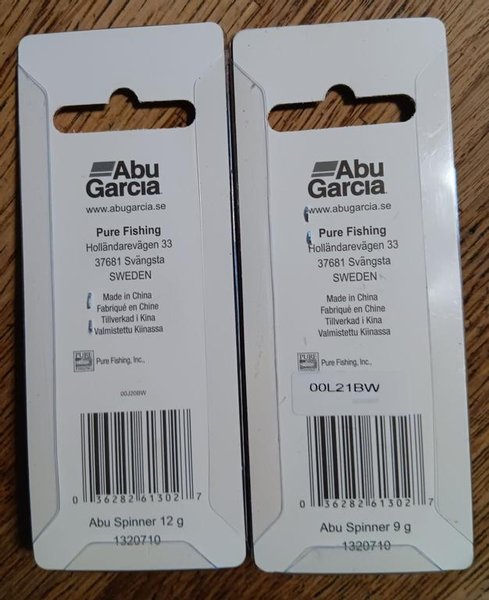 Abu
Garcia
www.abugarcia.se
Pure Fishing
Holländarevägen 33
37681 Svängsta
SWEDEN
Made in China
Fabriqué en Chine
Tillverkad i Kina
Valmistettu Kiinassa
PURE
Pure Fishing, Inc.,
00J20BW
0 36282 61302 7
Abu Spinner 12 g
1320710
Abu
Garcia
www.abugarcia.se
Pure Fishing
Holländarevägen 33
37681 Svängsta
SWEDEN
Made in China
Fabriqué en Chine
Tillverkad i Kina
Valmistettu Kiinassa
PURE
Pure Fishing, Inc.,
00L21BW
0 36282 61302 7
Abu Spinner 9 g
1320710